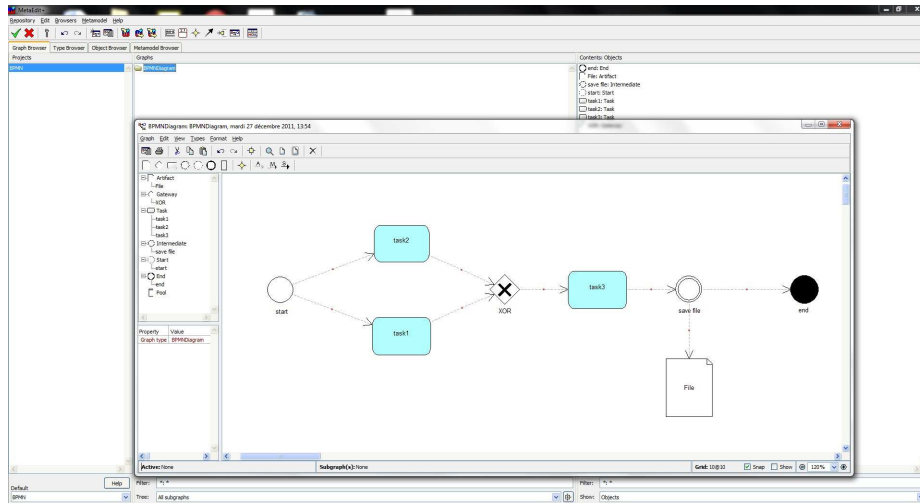 MetaEdit+
Repository Edit Browsers Metamodel Help
Graph Browser Type Browser Object Browser Metamodel Browser
Projects
Graphs
Contents: Objects
BPMN
BPMNDiagram
end: End
File: Artifact
save file: Intermediate
start: Start
task1: Task
task2: Task
task3: Task
BPMNDiagram: BPMNDiagram, mardi 27 décembre 2011, 13:54
Graph Edit View Types Format Help
Artifact
File
Gateway
XOR
Task
task1
task2
task3
Intermediate
save file
Start
start
End
end
Pool
Property Value
Graph type BPMNDiagram
task2
start
XOR
task3
save file
end
task1
File
Active: None
Subgraph(s): None
Grid: 10@10
Snap
Show
120%
Default
Help
Filter: *: *
Filter: *: *
BPMN
Tree: All subgraphs
Show: Objects